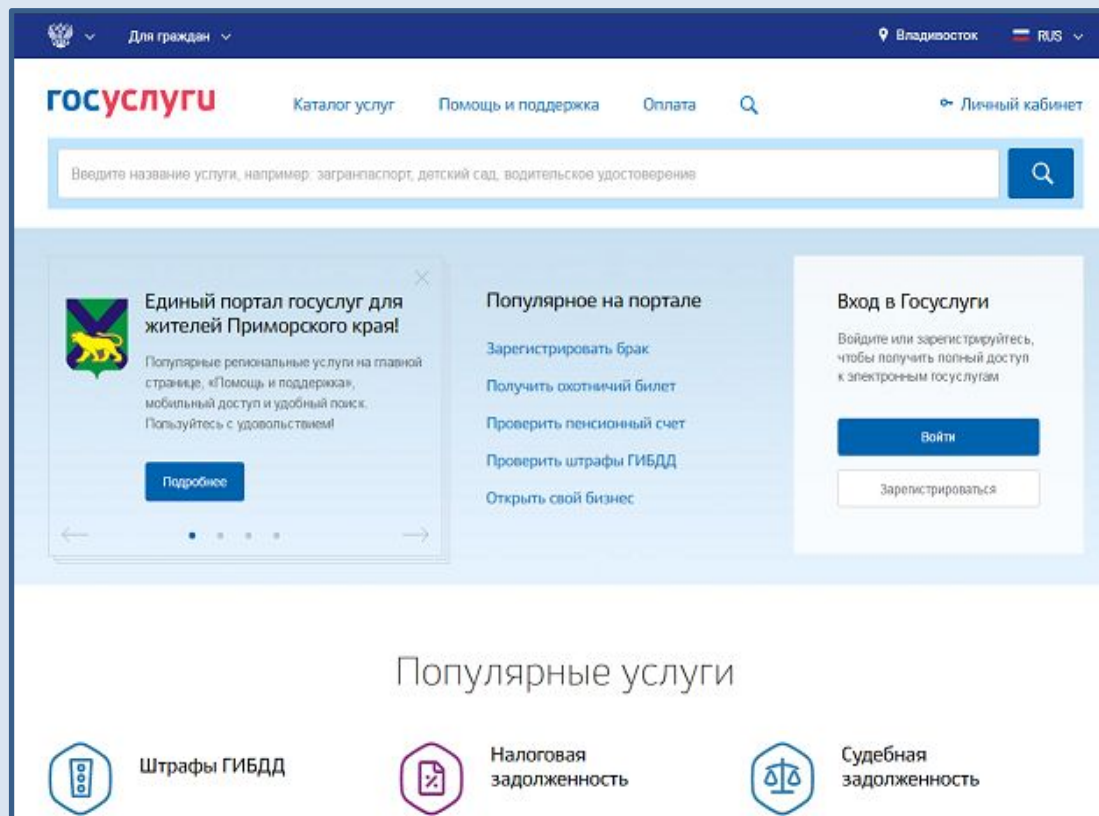 Для граждан
Владивосток
RUS
госуслуги
Каталог услуг
Помощь и поддержка
Оплата
Личный кабинет
Введите название услуги, например: загранпаспорт, детский сад, водительское удостоверение
Единый портал госуслуг для
жителей Приморского края!
Популярные региональные услуги на главной
странице, «Помощь и поддержка»,
мобильный доступ и удобный поиск.
Пользуйтесь с удовольствием!
Подробнее
Популярное на портале
Зарегистрировать брак
Получить охотничий билет
Проверить пенсионный счет
Проверить штрафы ГИБДД
Открыть свой бизнес
Вход в Госуслуги
Войдите или зарегистрируйтесь,
чтобы получить полный доступ
к электронным госуслугам
Войти
Зарегистрироваться
Популярные услуги
Штрафы ГИБДД
Налоговая
задолженность
Судебная
задолженность